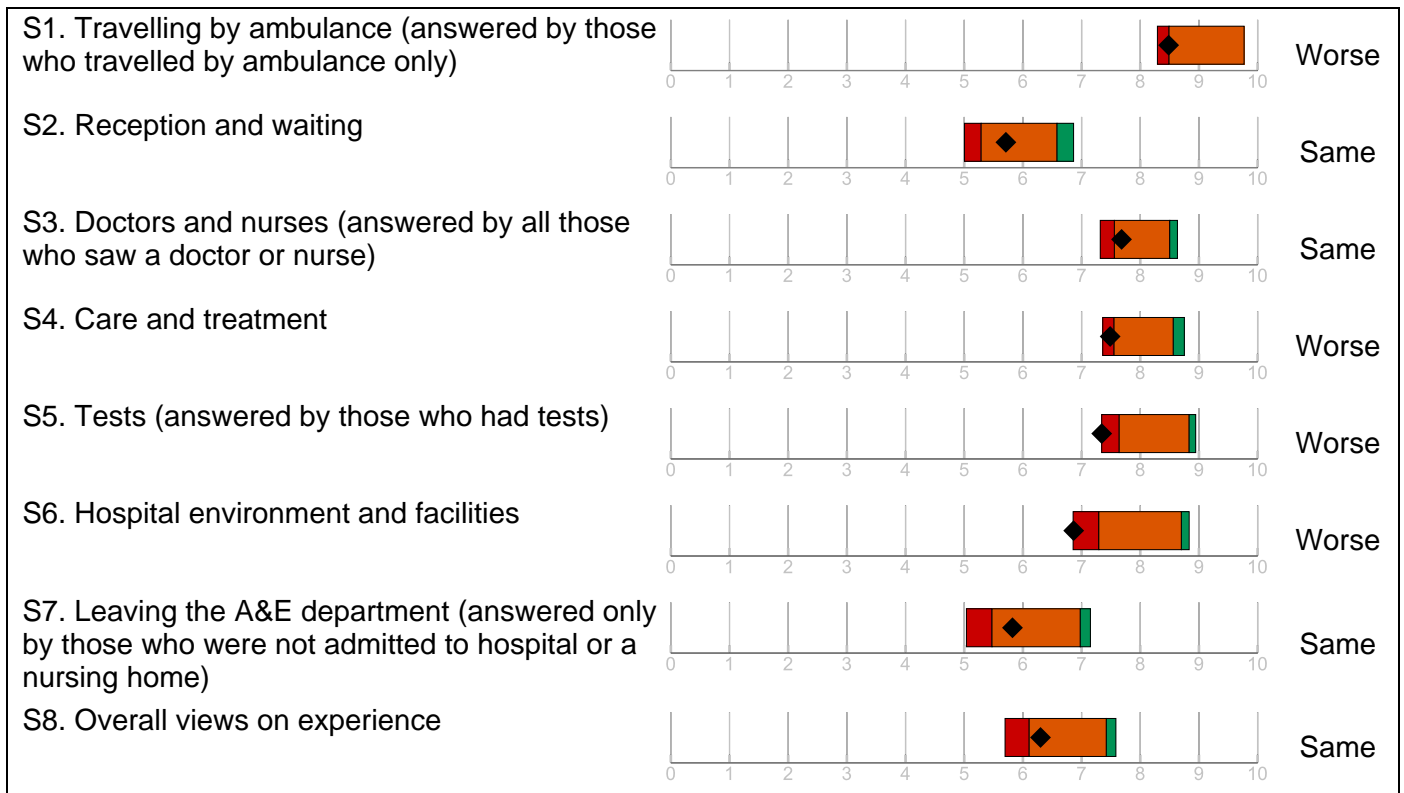 S1. Travelling by ambulance (answered by those
who travelled by ambulance only)
0 1 2 3 4 5 6 7 8 9 10
Worse
S2. Reception and waiting
0 1 2 3 4 5 6 7 8 9 10
Same
S3. Doctors and nurses (answered by all those
who saw a doctor or nurse)
0 1 2 3 4 5 6 7 8 9 10
Same
S4. Care and treatment
0 1 2 3 4 5 6 7 8 9 10
Worse
S5. Tests (answered by those who had tests)
0 1 2 3 4 5 6 7 8 9 10
Worse
S6. Hospital environment and facilities
0 1 2 3 4 5 6 7 8 9 10
Worse
S7. Leaving the A&E department (answered only
by those who were not admitted to hospital or a
nursing home)
0 1 2 3 4 5 6 7 8 9 10
Same
S8. Overall views on experience
0 1 2 3 4 5 6 7 8 9 10
Same